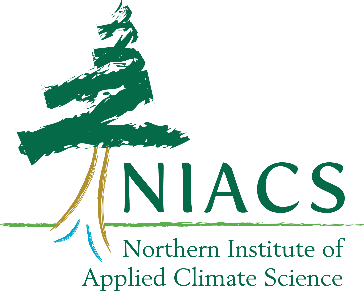 NIACS
Northern Institute of
Applied Climate Science